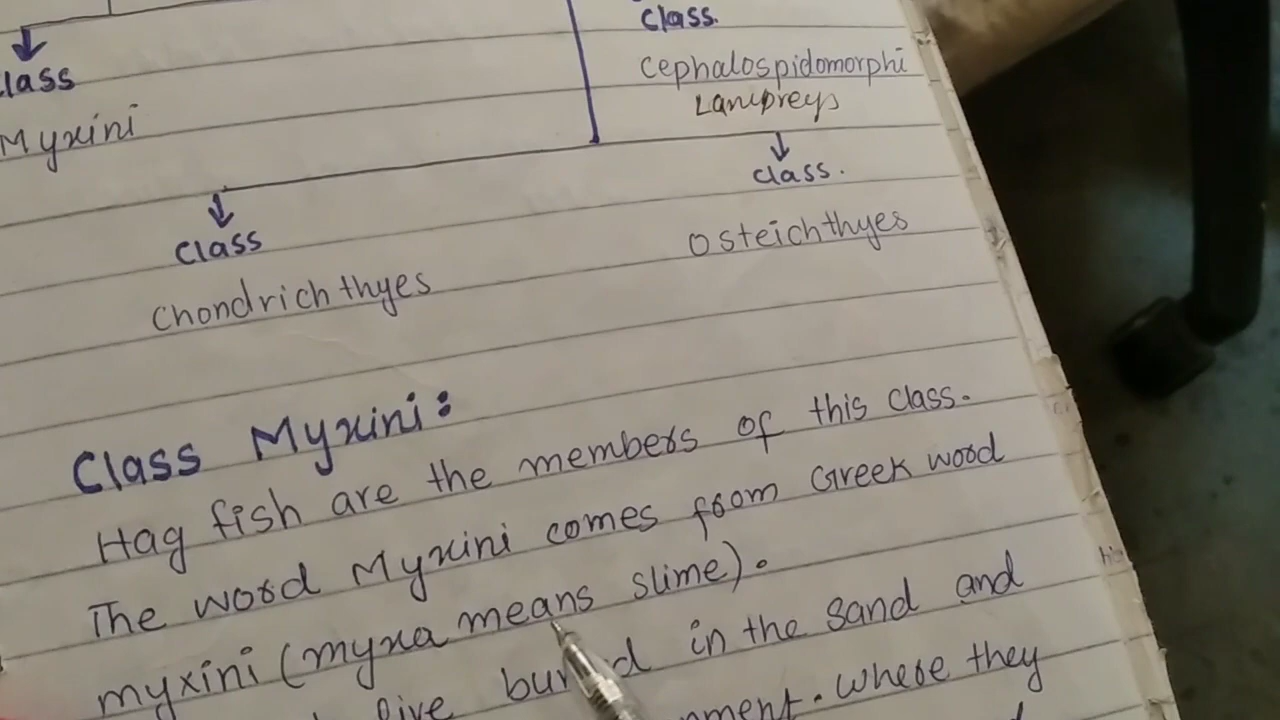 class.
class
Cephalospidomorphi
Myxini
Lampreys
class.
class
Osteichthyes
Chondrichthyes
Class Myxini:
Hag fish are the members of this class.
The word Myxini comes from Greek word
myxini (myxa means slime).
live in the sand and
where they